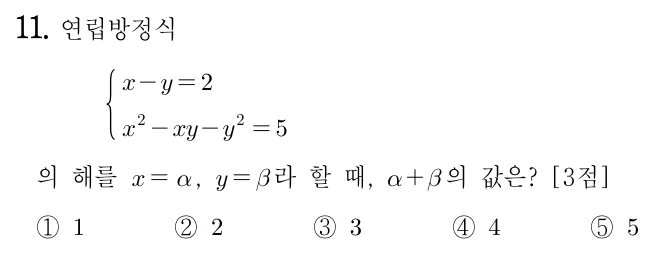 11. 연립방정식
x-y=2
x²-xy-y²=5
의 해를 x=α, y=β라 할 때, α+β의 값은? [3점]
① 1 ② 2 ③ 3 ④ 4 ⑤ 5